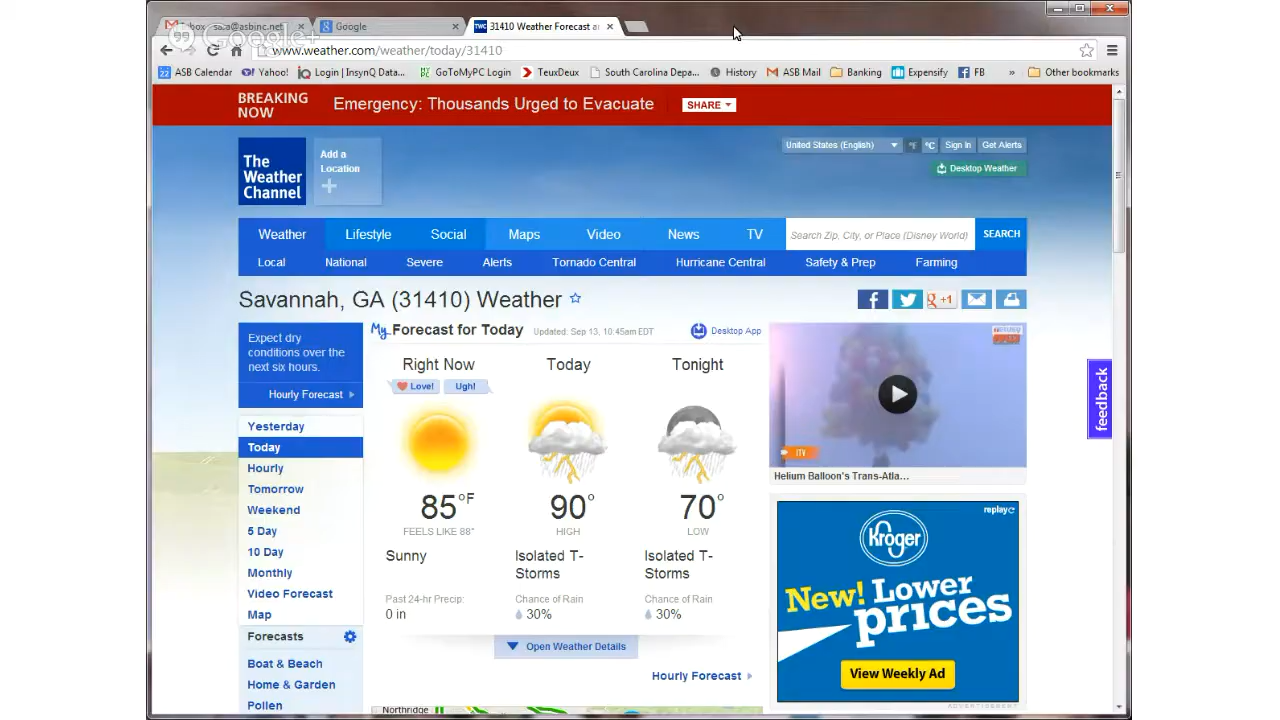 Google+
asbinc.net
Google
31410 Weather Forecast a
www.weather.com/weather/today/31410
22 ASB Calendar Yahoo! Login | InsynQ Data... GoToMyPC Login TeuxDeux South Carolina Depa... History ASB Mail Banking Expensify FB » Other bookmarks
BREAKING NOW
Emergency: Thousands Urged to Evacuate
SHARE
The
Weather
Channel
Add a
Location
United States (English)
°F °C
Sign In
Get Alerts
Desktop Weather
Weather Lifestyle Social Maps Video News TV
Search Zip, City, or Place (Disney World)
SEARCH
Local National Severe Alerts Tornado Central Hurricane Central Safety & Prep Farming
Savannah, GA (31410) Weather
f
g +1
Expect dry
conditions over the
next six hours.
Hourly Forecast
Yesterday
Today
Hourly
Tomorrow
Weekend
5 Day
10 Day
Monthly
Video Forecast
Map
Forecasts
Boat & Beach
Home & Garden
Pollen
My Forecast for Today
Updated: Sep 13, 10:45am EDT
Desktop App
Right Now
Love!
Ugh!
85°F
FEELS LIKE 88°
Sunny
Past 24-hr Precip:
0 in
Today
90°
HIGH
Isolated T-
Storms
Chance of Rain
30%
Tonight
70°
LOW
Isolated T-
Storms
Chance of Rain
30%
Open Weather Details
Hourly Forecast
Northridge
ITV
Helium Balloon's Trans-Atla...
feedback
replay
Kroger
New! Lower
prices
View Weekly Ad
ADVERTISEMENT